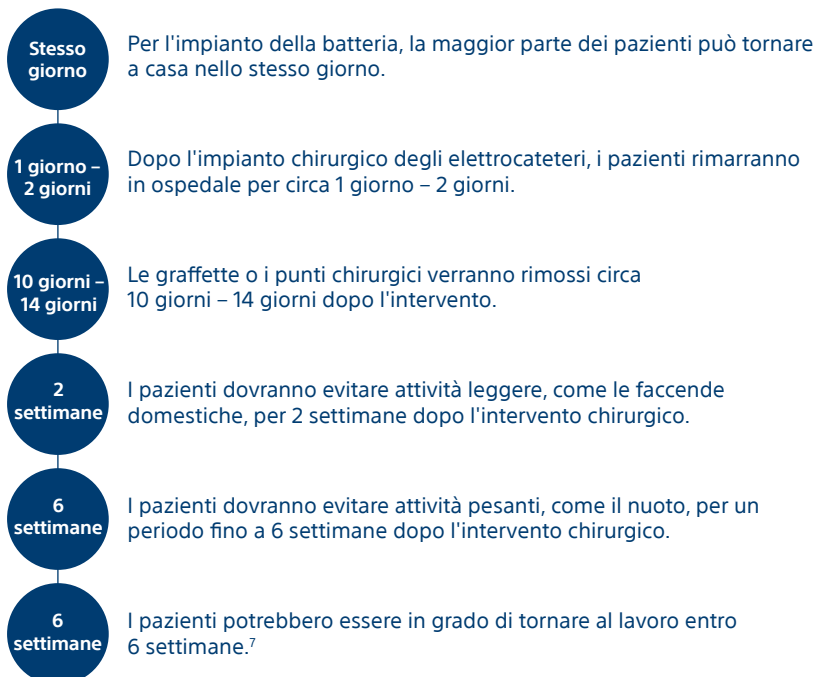 Stesso
giorno
Per l'impianto della batteria, la maggior parte dei pazienti può tornare
a casa nello stesso giorno.
1 giorno –
2 giorni
Dopo l'impianto chirurgico degli elettrocateteri, i pazienti rimarranno
in ospedale per circa 1 giorno – 2 giorni.
10 giorni –
14 giorni
Le graffette o i punti chirurgici verranno rimossi circa
10 giorni – 14 giorni dopo l'intervento.
2
settimane
I pazienti dovranno evitare attività leggere, come le faccende
domestiche, per 2 settimane dopo l'intervento chirurgico.
6
settimane
I pazienti dovranno evitare attività pesanti, come il nuoto, per un
periodo fino a 6 settimane dopo l'intervento chirurgico.
6
settimane
I pazienti potrebbero essere in grado di tornare al lavoro entro
6 settimane.⁷